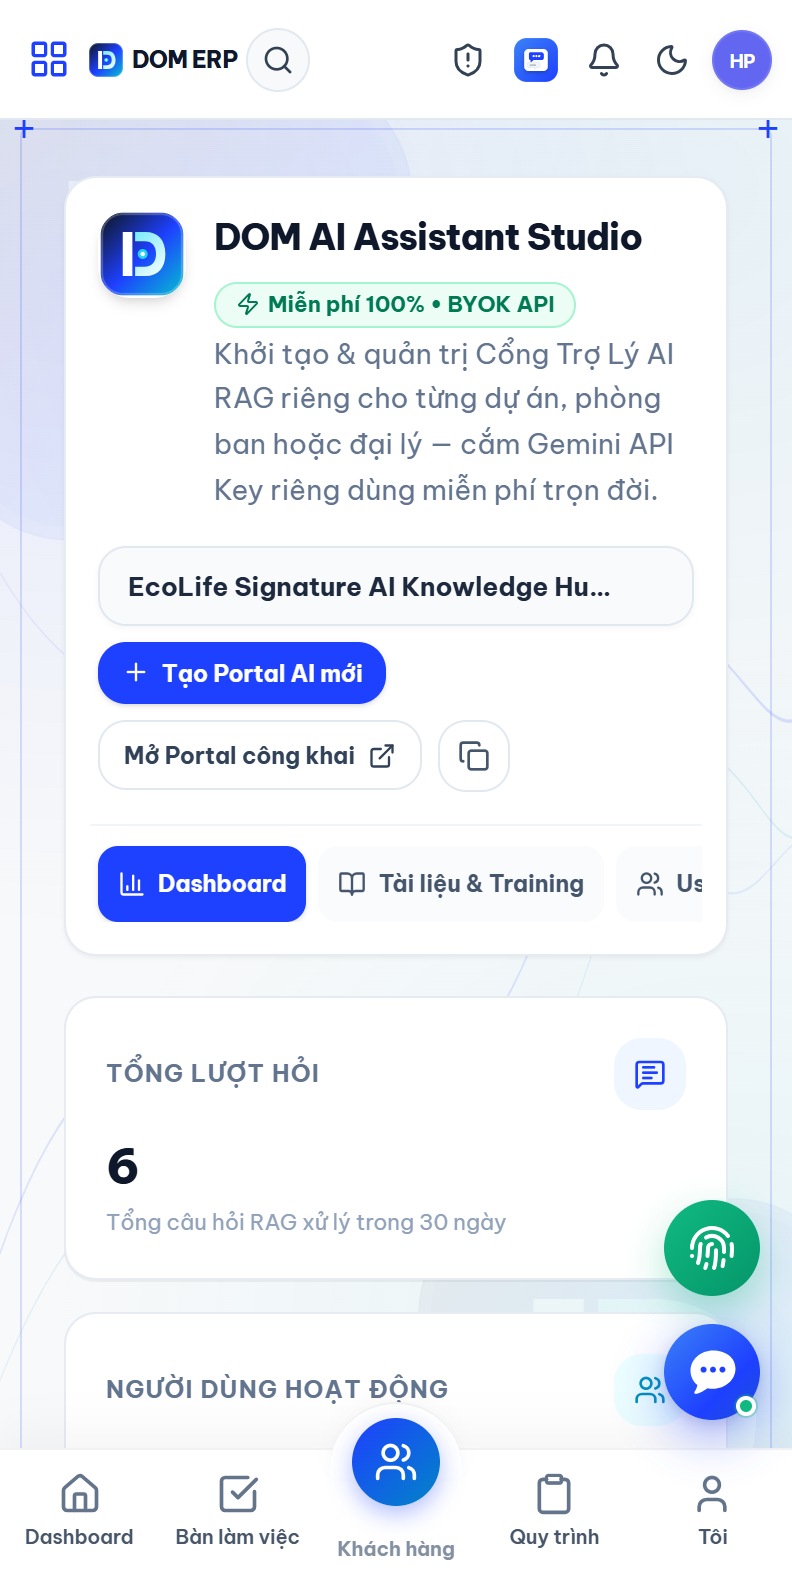 DOM ERP
HP
DOM AI Assistant Studio
Miễn phí 100% • BYOK API
Khởi tạo & quản trị Cổng Trợ Lý AI
RAG riêng cho từng dự án, phòng
ban hoặc đại lý — cắm Gemini API
Key riêng dùng miễn phí trọn đời.
EcoLife Signature AI Knowledge Hu...
Tạo Portal AI mới
Mở Portal công khai
Dashboard
Tài liệu & Training
Us
TỔNG LƯỢT HỎI
6
Tổng câu hỏi RAG xử lý trong 30 ngày
NGƯỜI DÙNG HOẠT ĐỘNG
Dashboard
Bàn làm việc
Khách hàng
Quy trình
Tôi